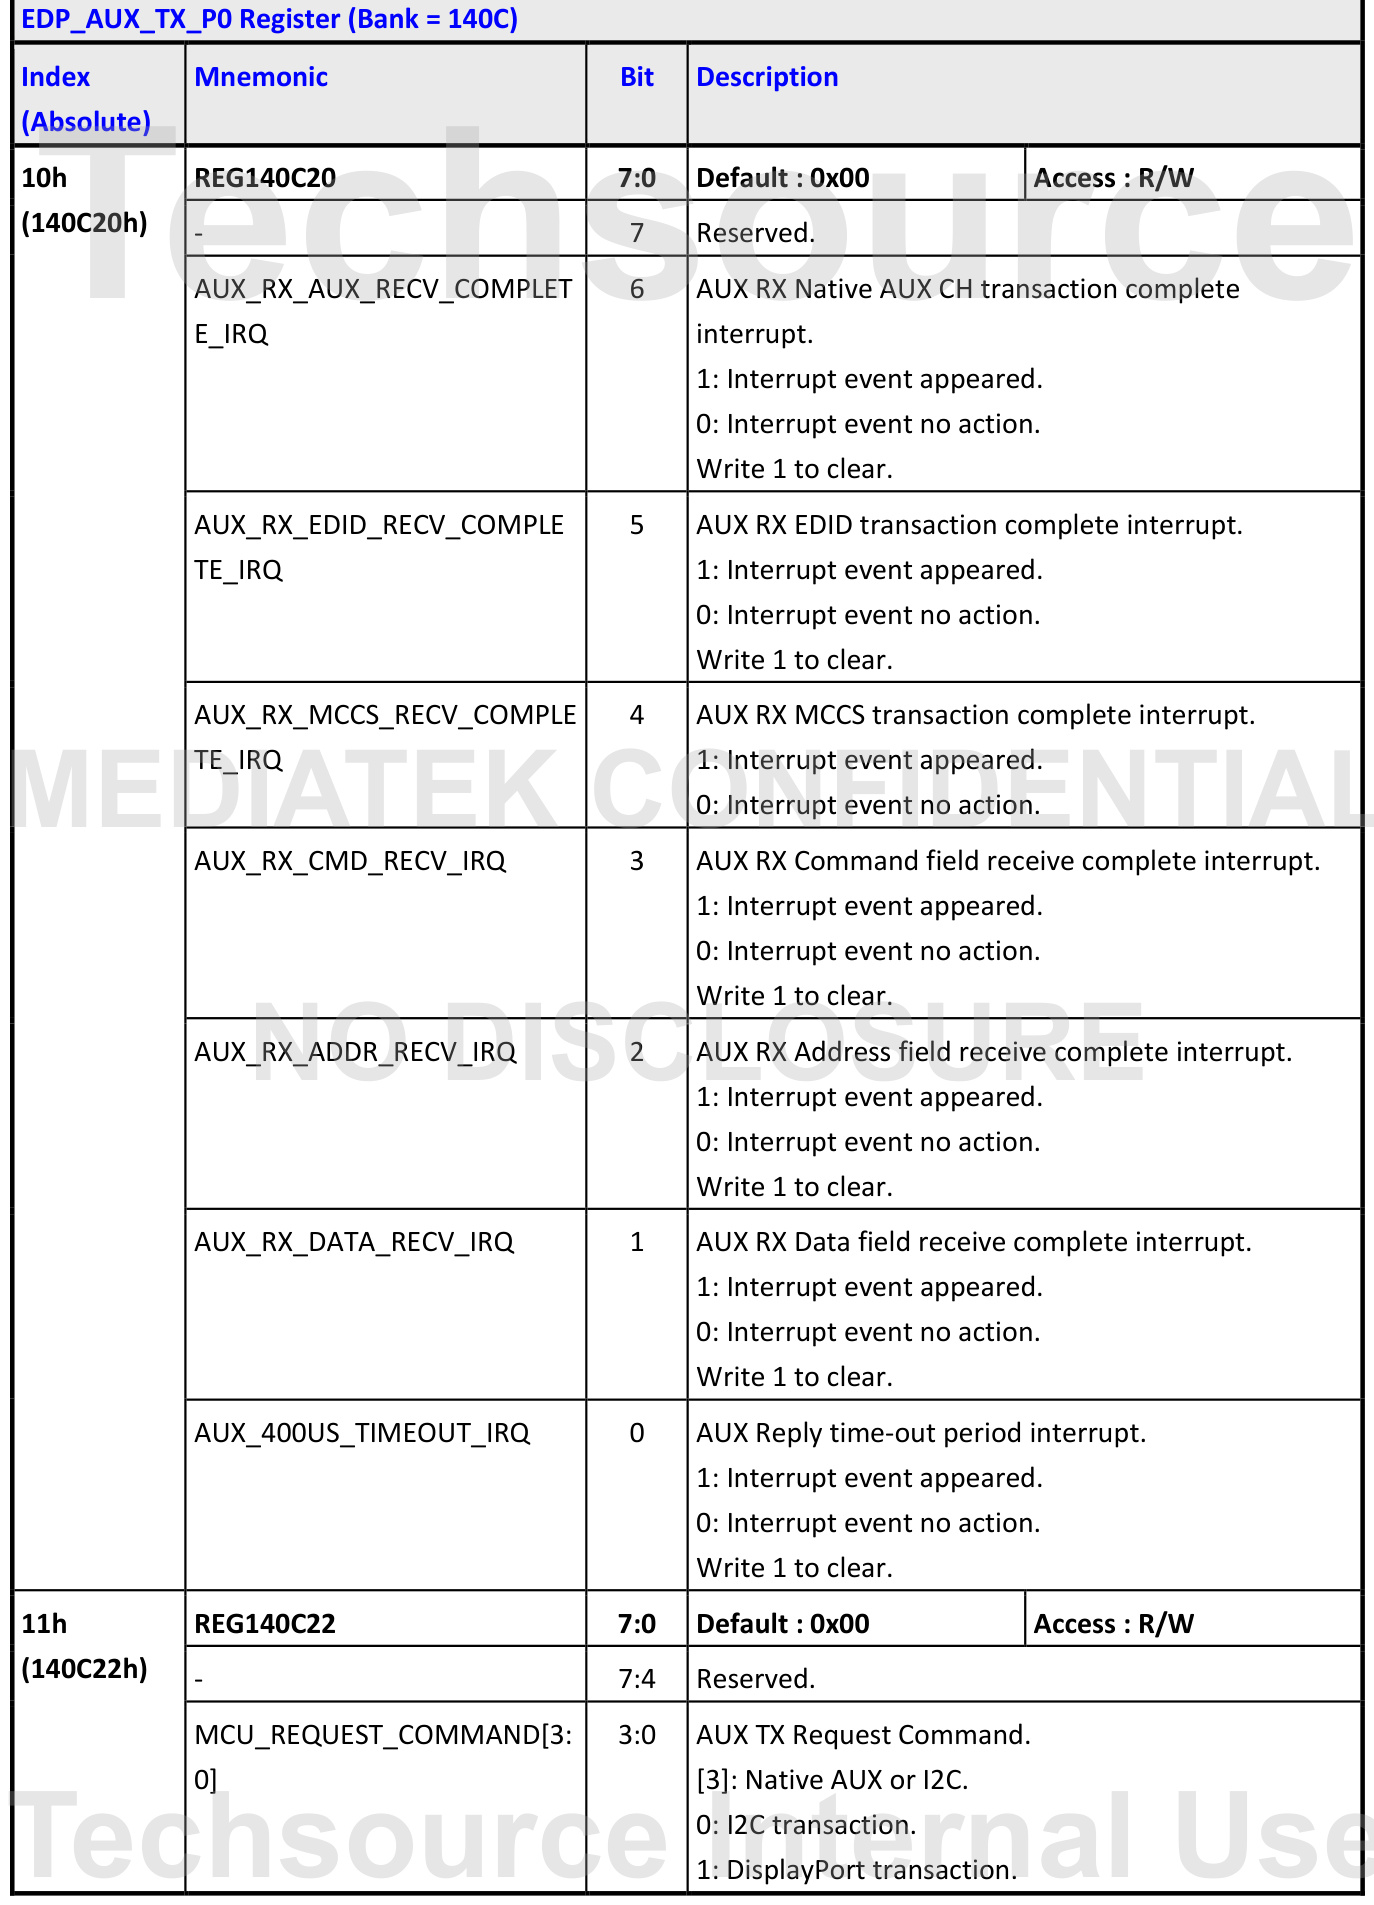 EDP_AUX_TX_P0 Register (Bank = 140C)
Index (Absolute) Mnemonic Bit Description
10h (140C20h) REG140C20 7:0 Default : 0x00 Access : R/W
- 7 Reserved.
AUX_RX_AUX_RECV_COMPLET
E_IRQ
6
AUX RX Native AUX CH transaction complete
interrupt.
1: Interrupt event appeared.
0: Interrupt event no action.
Write 1 to clear.
AUX_RX_EDID_RECV_COMPLE
TE_IRQ
5
AUX RX EDID transaction complete interrupt.
1: Interrupt event appeared.
0: Interrupt event no action.
Write 1 to clear.
AUX_RX_MCCS_RECV_COMPLE
TE_IRQ
4
AUX RX MCCS transaction complete interrupt.
1: Interrupt event appeared.
0: Interrupt event no action.
AUX_RX_CMD_RECV_IRQ
3
AUX RX Command field receive complete interrupt.
1: Interrupt event appeared.
0: Interrupt event no action.
Write 1 to clear.
AUX_RX_ADDR_RECV_IRQ
2
AUX RX Address field receive complete interrupt.
1: Interrupt event appeared.
0: Interrupt event no action.
Write 1 to clear.
AUX_RX_DATA_RECV_IRQ
1
AUX RX Data field receive complete interrupt.
1: Interrupt event appeared.
0: Interrupt event no action.
Write 1 to clear.
AUX_400US_TIMEOUT_IRQ
0
AUX Reply time-out period interrupt.
1: Interrupt event appeared.
0: Interrupt event no action.
Write 1 to clear.
11h (140C22h) REG140C22 7:0 Default : 0x00 Access : R/W
- 7:4 Reserved.
MCU_REQUEST_COMMAND[3:
0]
3:0
AUX TX Request Command.
[3]: Native AUX or I2C.
0: I2C transaction.
1: DisplayPort transaction.
Techsource
MEDIATEK CONFIDENTIAL
NO DISCLOSURE
Techsource Internal Use